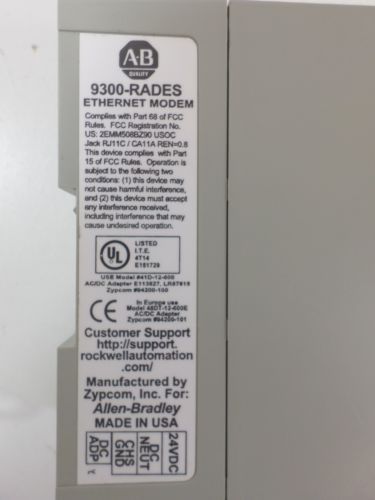 A-B
QUALITY
9300-RADES
ETHERNET MODEM
Complies with Part 68 of FCC
Rules. FCC Registration No.
US: 2EMM508BZ90 USOC
Jack RJ11C / CA11A REN=0.8
This device complies with Part
15 of FCC Rules. Operation is
subject to the following two
conditions: (1) this device may
not cause harmful interference,
and (2) this device must accept
any interference received,
including interference that may
cause undesired operation.
UL
LISTED
I.T.E.
4T14
E181729
USE Model #41D-12-600
AC/DC Adapter E113827, LR87615
Zypcom #94200-100
CE
In Europe use
Model 48DT-12-600E
AC/DC Adapter
Zypcom #94200-101
Customer Support
http://support.
rockwellautomation
.com/
Manufactured by
Zypcom, Inc. For:
Allen-Bradley
MADE IN USA
24VDC
DC NEUT
CHS GND
DC ADP